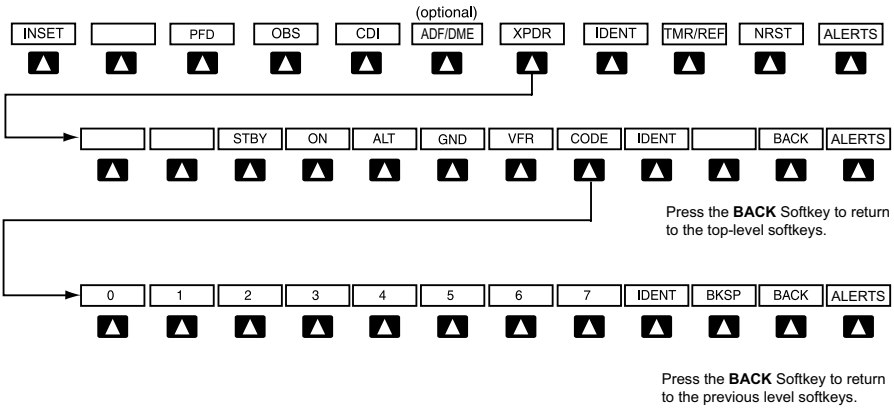 (optional)
INSET PFD OBS CDI ADF/DME XPDR IDENT TMR/REF NRST ALERTS
STBY ON ALT GND VFR CODE IDENT BACK ALERTS
Press the BACK Softkey to return
to the top-level softkeys.
0 1 2 3 4 5 6 7 IDENT BKSP BACK ALERTS
Press the BACK Softkey to return
to the previous level softkeys.